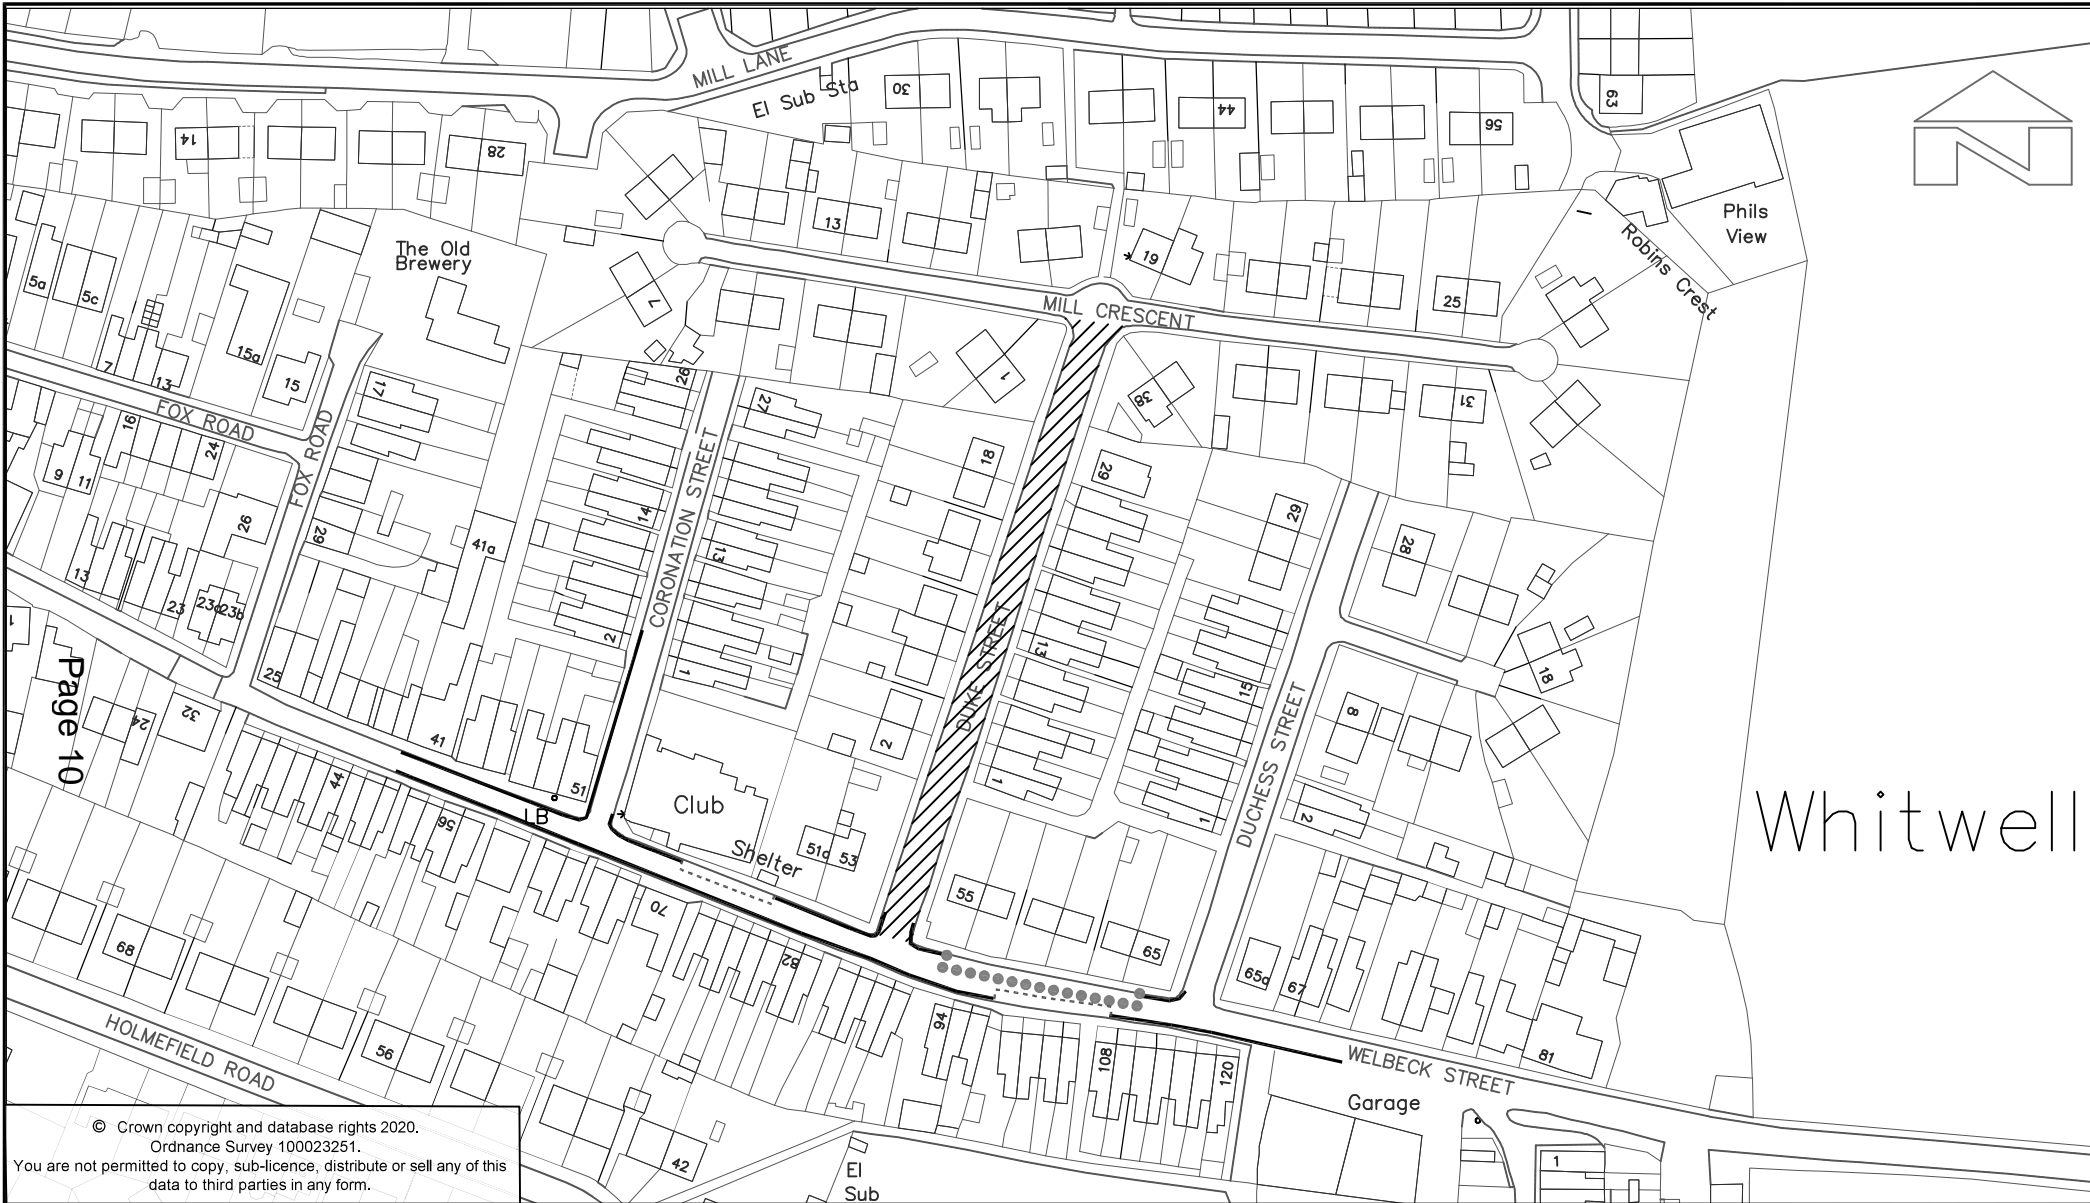 MILL LANE
El Sub Sta
30
44
56
63
14
28
13
19
25
Phils
View
Robins Crest
The Old
Brewery
5a
5c
7
MILL CRESCENT
7
13
15a
15
17
26
27
1
38
31
FOX ROAD
FOX ROAD
16
24
9
11
26
29
41a
14
13
CORONATION STREET
18
29
29
28
13
23
23a
23b
2
1
DUKE STREET
13
15
18
DUCHESS STREET
8
1
25
Page 10
24
32
41
44
51
LB
Club
Shelter
51a
53
2
1
1
2
Whitwell
56
70
82
55
65
65a
67
81
68
56
HOLMEFIELD ROAD
94
108
120
WELBECK STREET
Garage
42
El
Sub
1
© Crown copyright and database rights 2020.
Ordnance Survey 100023251.
You are not permitted to copy, sub-licence, distribute or sell any of this
data to third parties in any form.